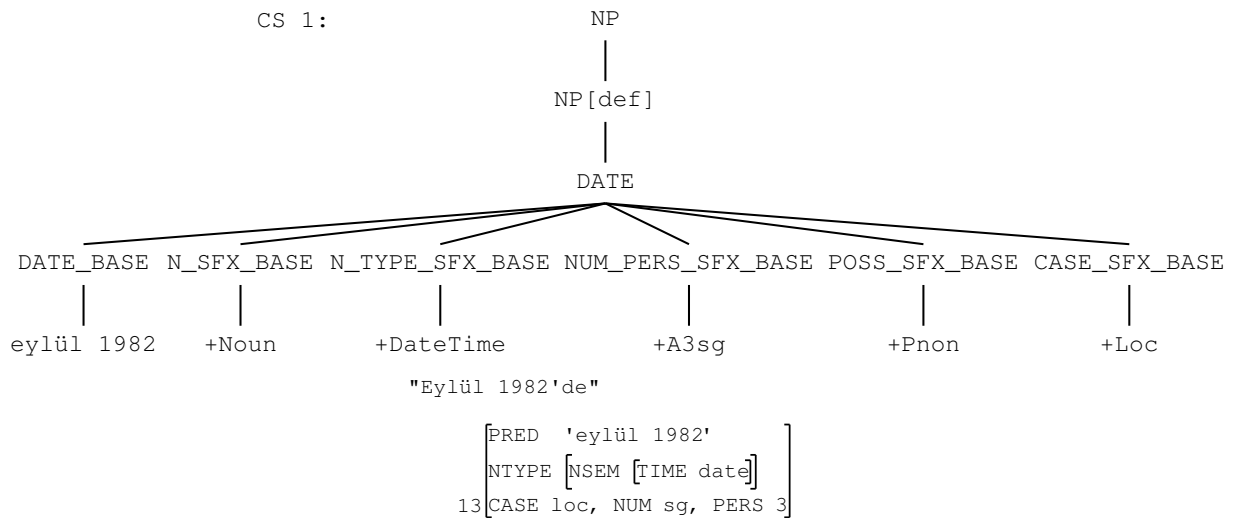 CS 1: NP
NP[def]
DATE
DATE_BASE N_SFX_BASE N_TYPE_SFX_BASE NUM_PERS_SFX_BASE POSS_SFX_BASE CASE_SFX_BASE
eylül 1982 +Noun +DateTime +A3sg +Pnon +Loc
"Eylül 1982'de"
PRED 'eylül 1982'
NTYPE [NSEM [TIME date]]
13 CASE loc, NUM sg, PERS 3